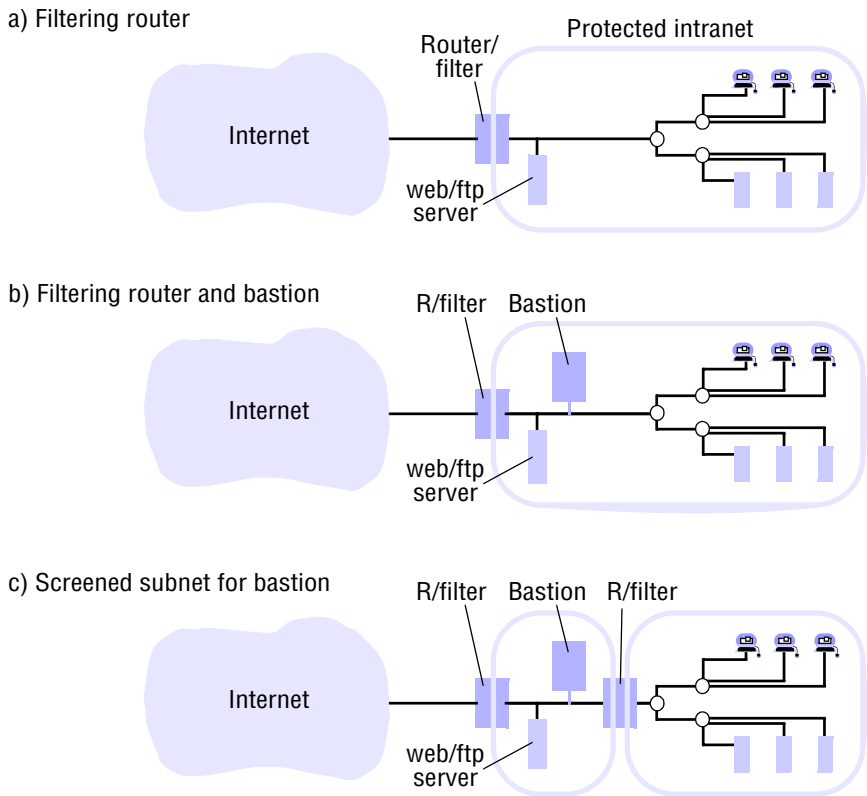 a) Filtering router
Router/
filter
Protected intranet
Internet
web/ftp
server
b) Filtering router and bastion
R/filter
Bastion
Internet
web/ftp
server
c) Screened subnet for bastion
R/filter
Bastion
R/filter
Internet
web/ftp
server